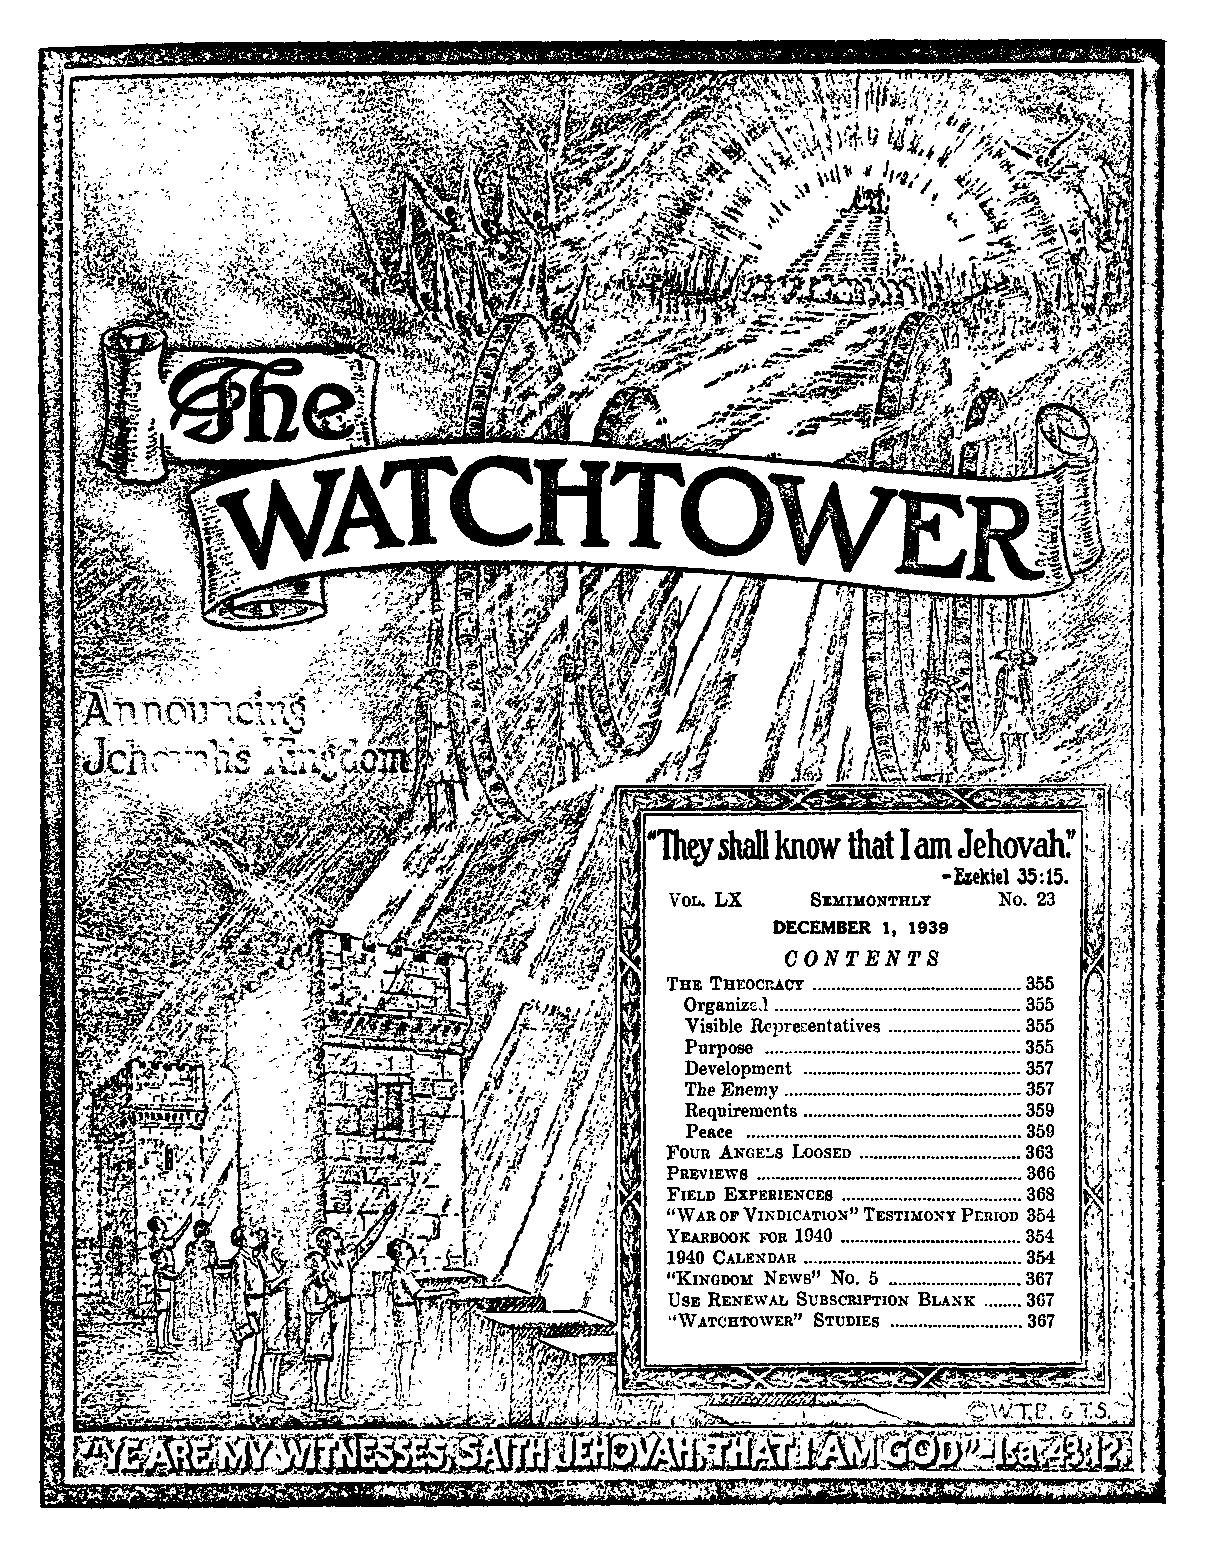 The
WATCHTOWER
Announcing
Jehovah's Kingdom
"They shall know that I am Jehovah."
-Ezekiel 35:15.
VOL. LX SEMIMONTHLY No. 23
DECEMBER 1, 1939
CONTENTS
THE THEOCRACY 355
Organized 355
Visible Representatives 355
Purpose 355
Development 357
The Enemy 357
Requirements 359
Peace 359
FOUR ANGELS LOOSED 363
PREVIEWS 366
FIELD EXPERIENCES 368
"WAR OF VINDICATION" TESTIMONY PERIOD 354
YEARBOOK FOR 1940 354
1940 CALENDAR 354
"KINGDOM NEWS" No. 5 367
USE RENEWAL SUBSCRIPTION BLANK 367
"WATCHTOWER" STUDIES 367
©W.T.B. & T.S.
"YE ARE MY WITNESSES, SAITH JEHOVAH, THAT I AM GOD"-Isa. 43:12